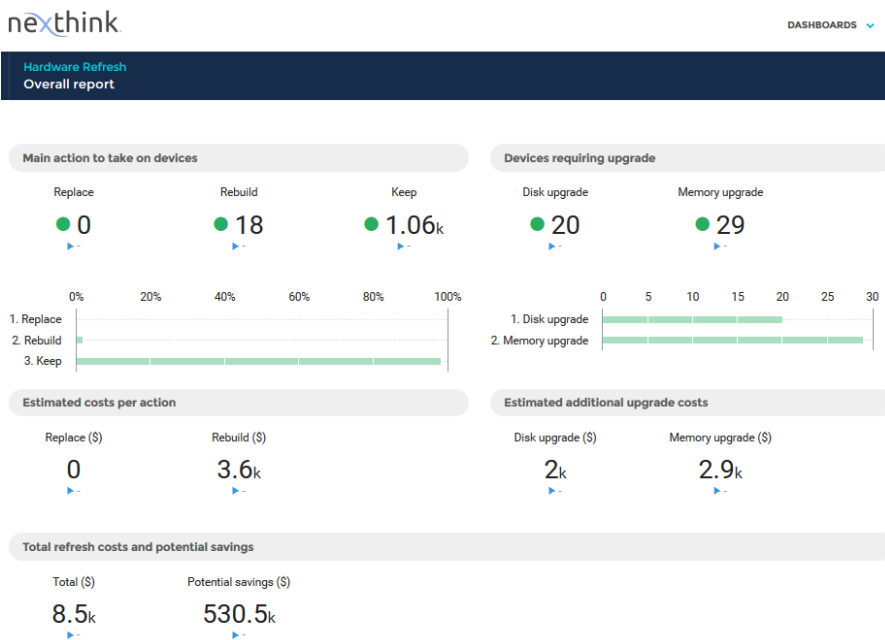 nexthink
DASHBOARDS
Hardware Refresh
Overall report
Main action to take on devices
Replace Rebuild Keep
0 18 1.06k
- - -
Devices requiring upgrade
Disk upgrade Memory upgrade
20 29
- -
0% 20% 40% 60% 80% 100%
1. Replace
2. Rebuild
3. Keep
0 5 10 15 20 25 30
1. Disk upgrade
2. Memory upgrade
Estimated costs per action
Replace ($) Rebuild ($)
0 3.6k
- -
Estimated additional upgrade costs
Disk upgrade ($) Memory upgrade ($)
2k 2.9k
- -
Total refresh costs and potential savings
Total ($) Potential savings ($)
8.5k 530.5k
- -